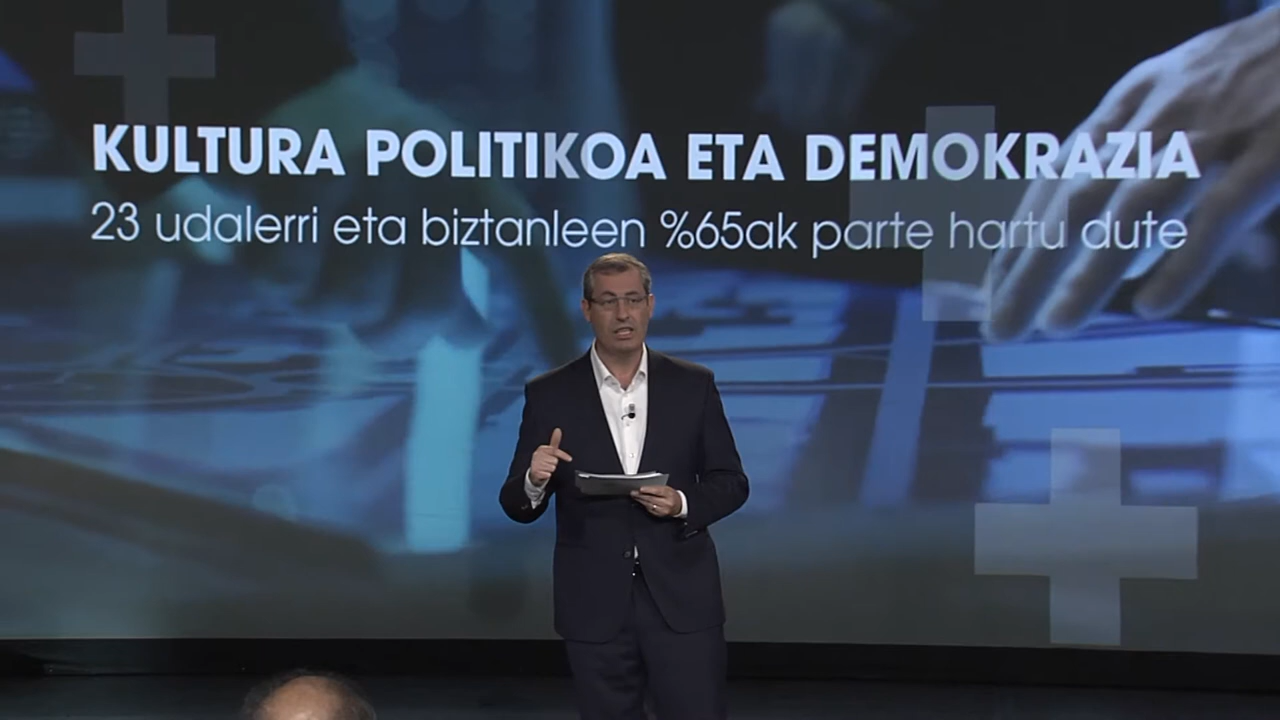 KULTURA POLITIKOA ETA DEMOKRAZIA
23 udalerri eta biztanleen %65ak parte hartu dute